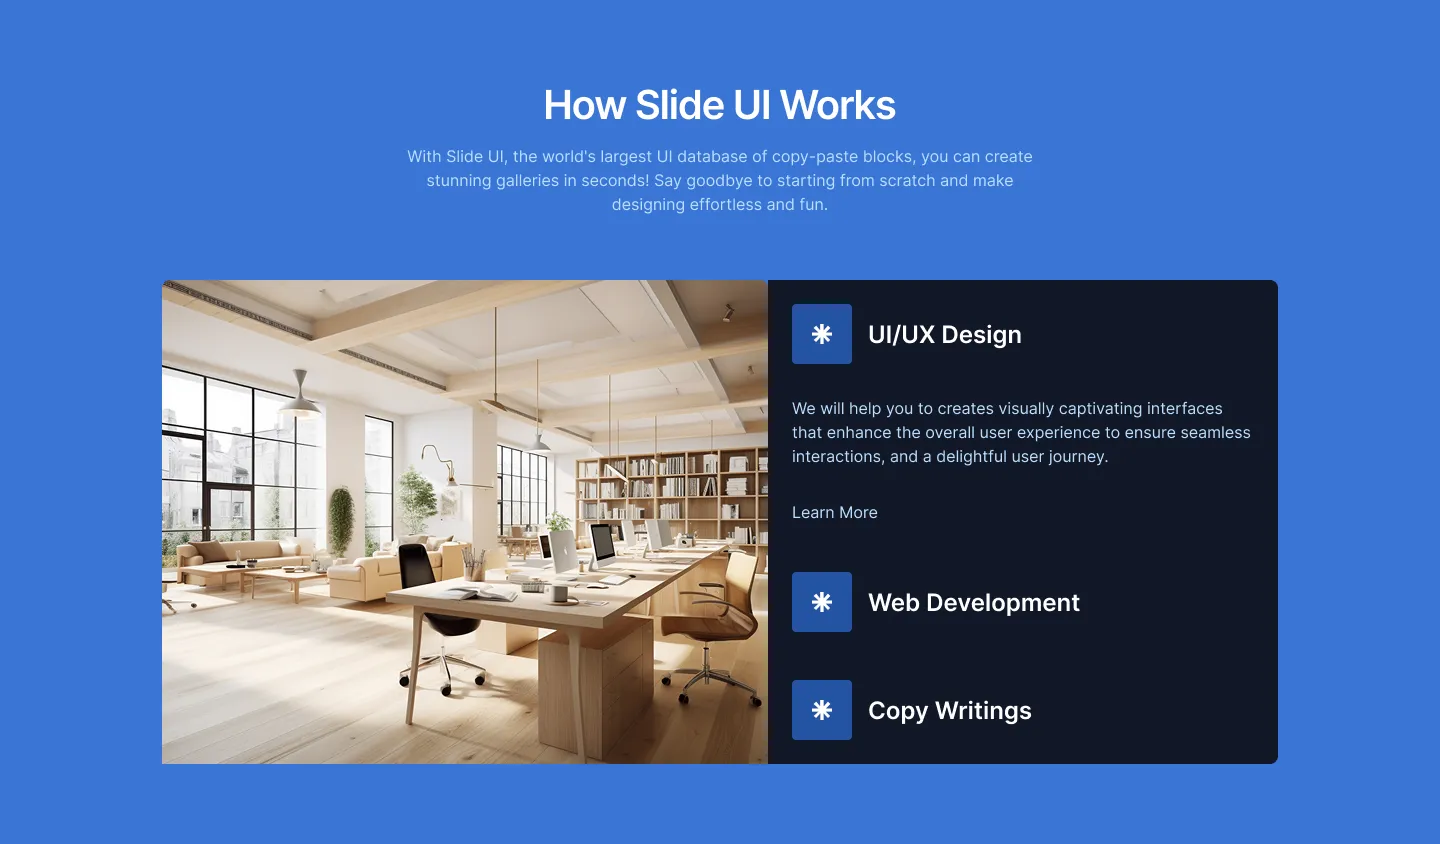 How Slide UI Works
With Slide UI, the world's largest UI database of copy-paste blocks, you can create
stunning galleries in seconds! Say goodbye to starting from scratch and make
designing effortless and fun.
UI/UX Design
We will help you to creates visually captivating interfaces
that enhance the overall user experience to ensure seamless
interactions, and a delightful user journey.
Learn More
Web Development
Copy Writings